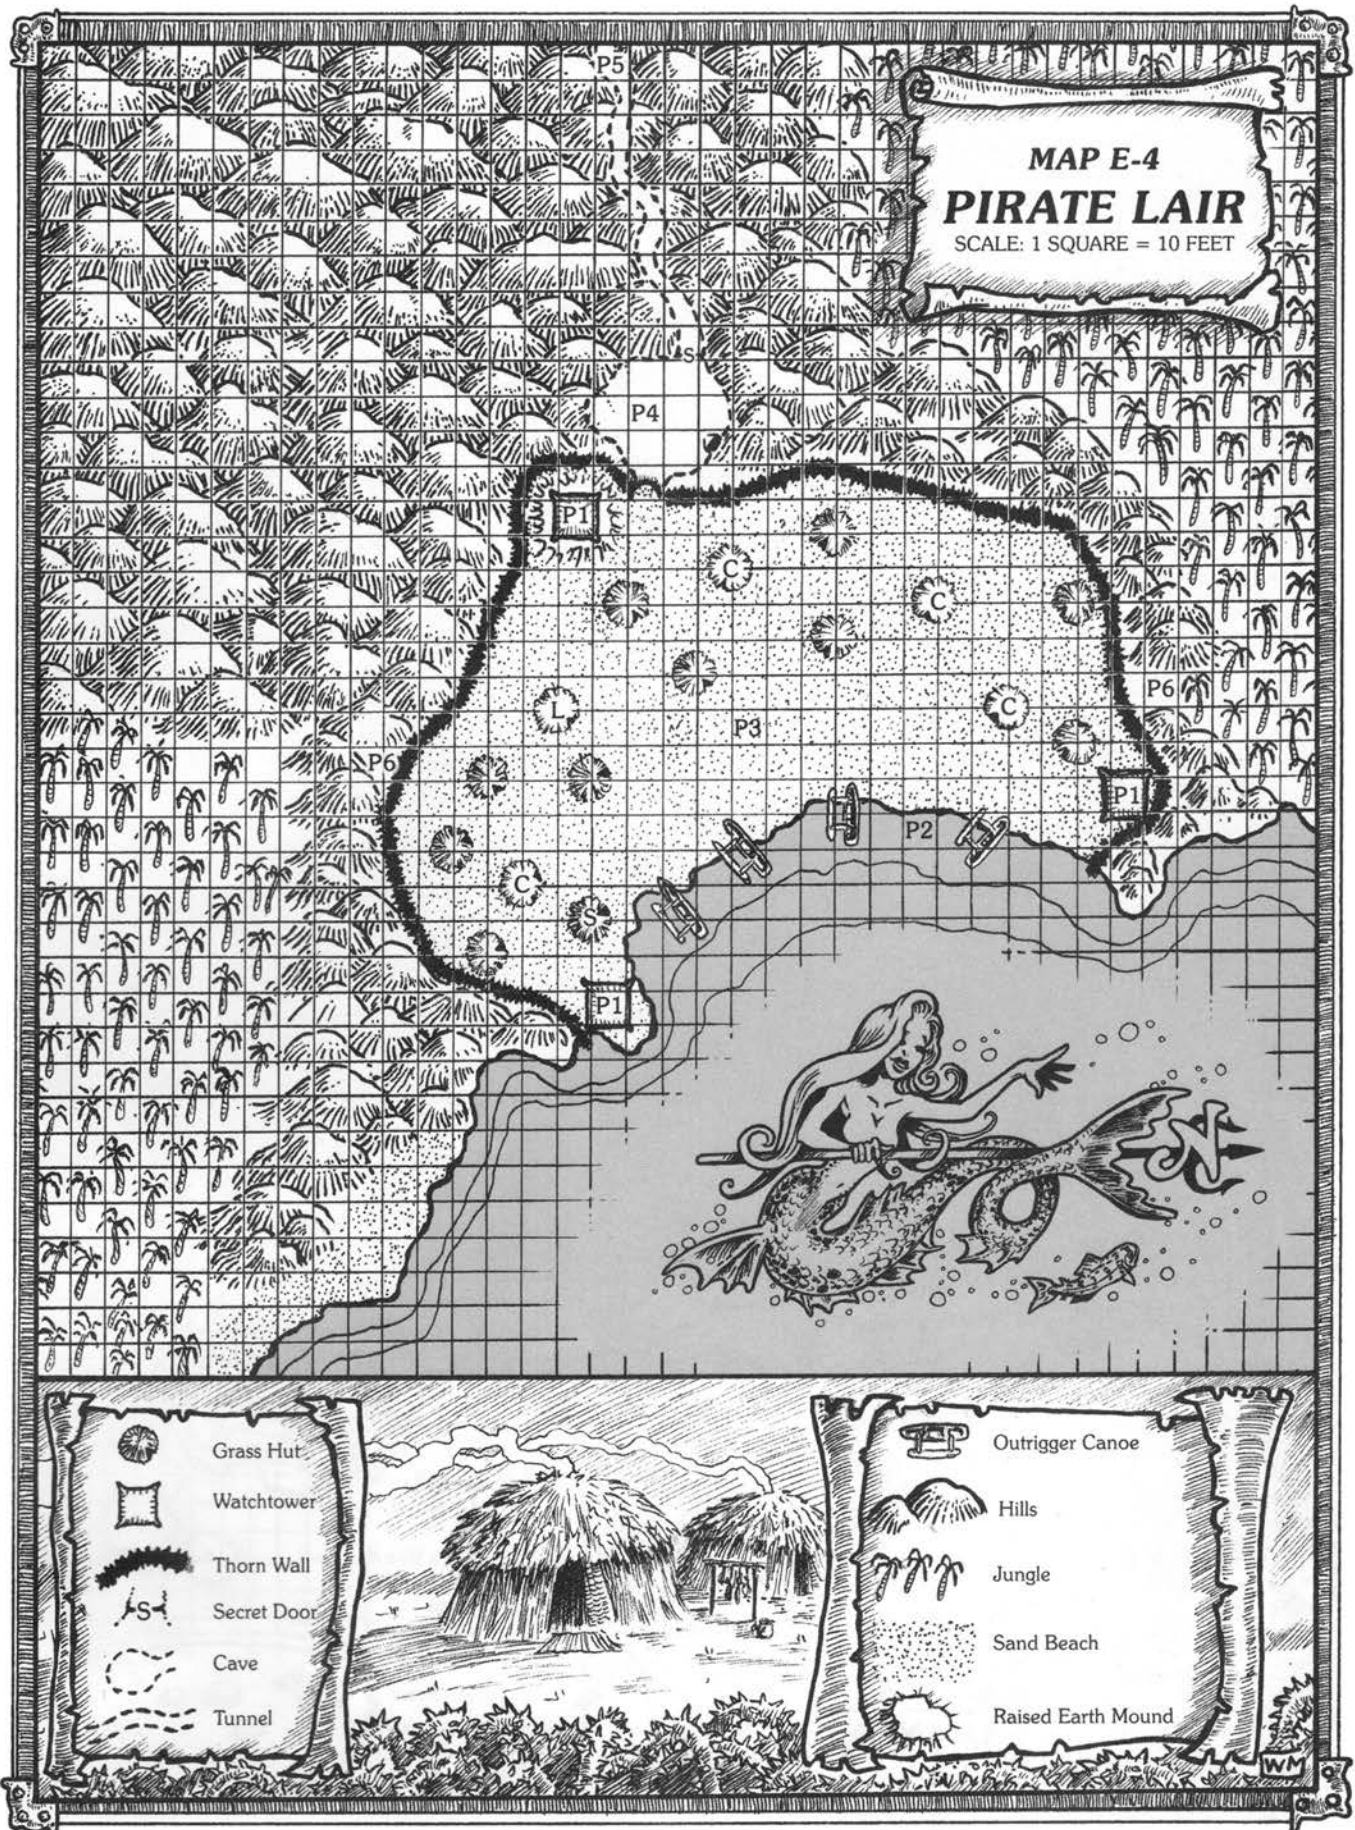 P5
MAP E-4
PIRATE LAIR
SCALE: 1 SQUARE = 10 FEET
S
P4
P1
C
C
L
C
P3
P6
P6
P1
P2
C
S
P1
N
Grass Hut
Watchtower
Thorn Wall
S
Secret Door
Cave
Tunnel
Outrigger Canoe
Hills
Jungle
Sand Beach
Raised Earth Mound
WM